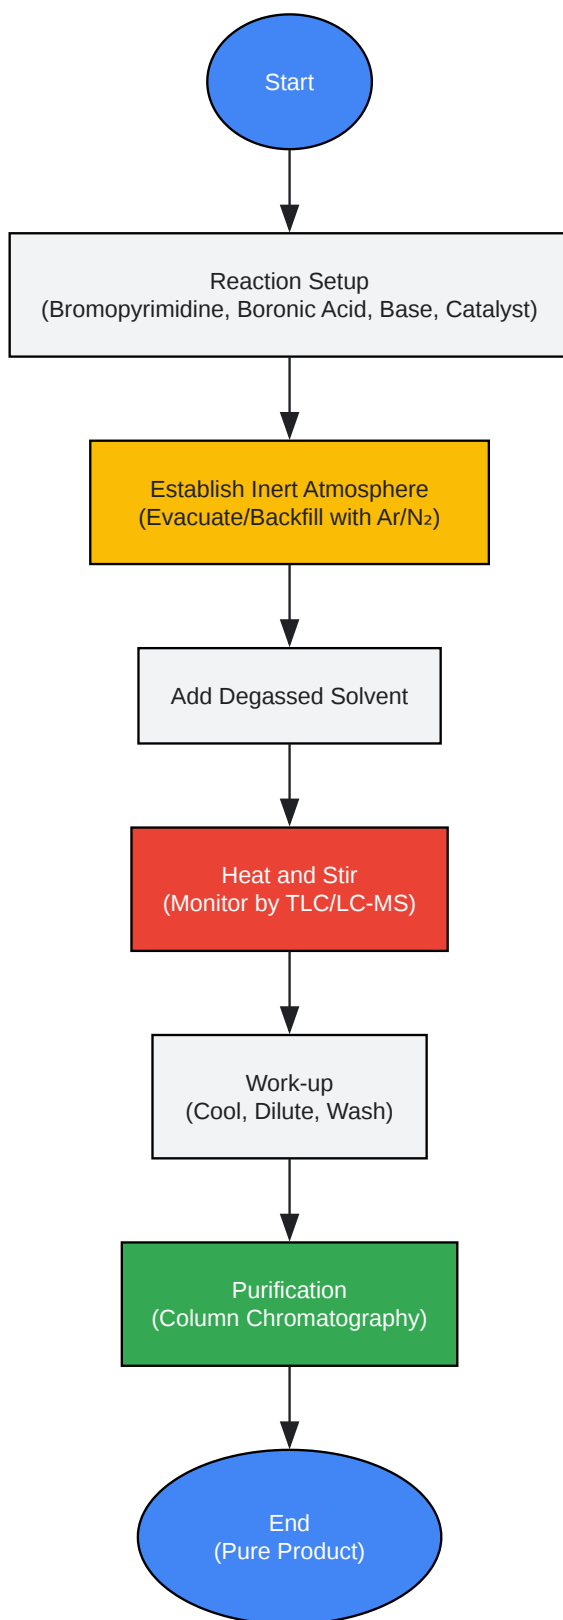 Start
Reaction Setup
(Bromopyrimidine, Boronic Acid, Base, Catalyst)
Establish Inert Atmosphere
(Evacuate/Backfill with Ar/N₂)
Add Degassed Solvent
Heat and Stir
(Monitor by TLC/LC-MS)
Work-up
(Cool, Dilute, Wash)
Purification
(Column Chromatography)
End
(Pure Product)